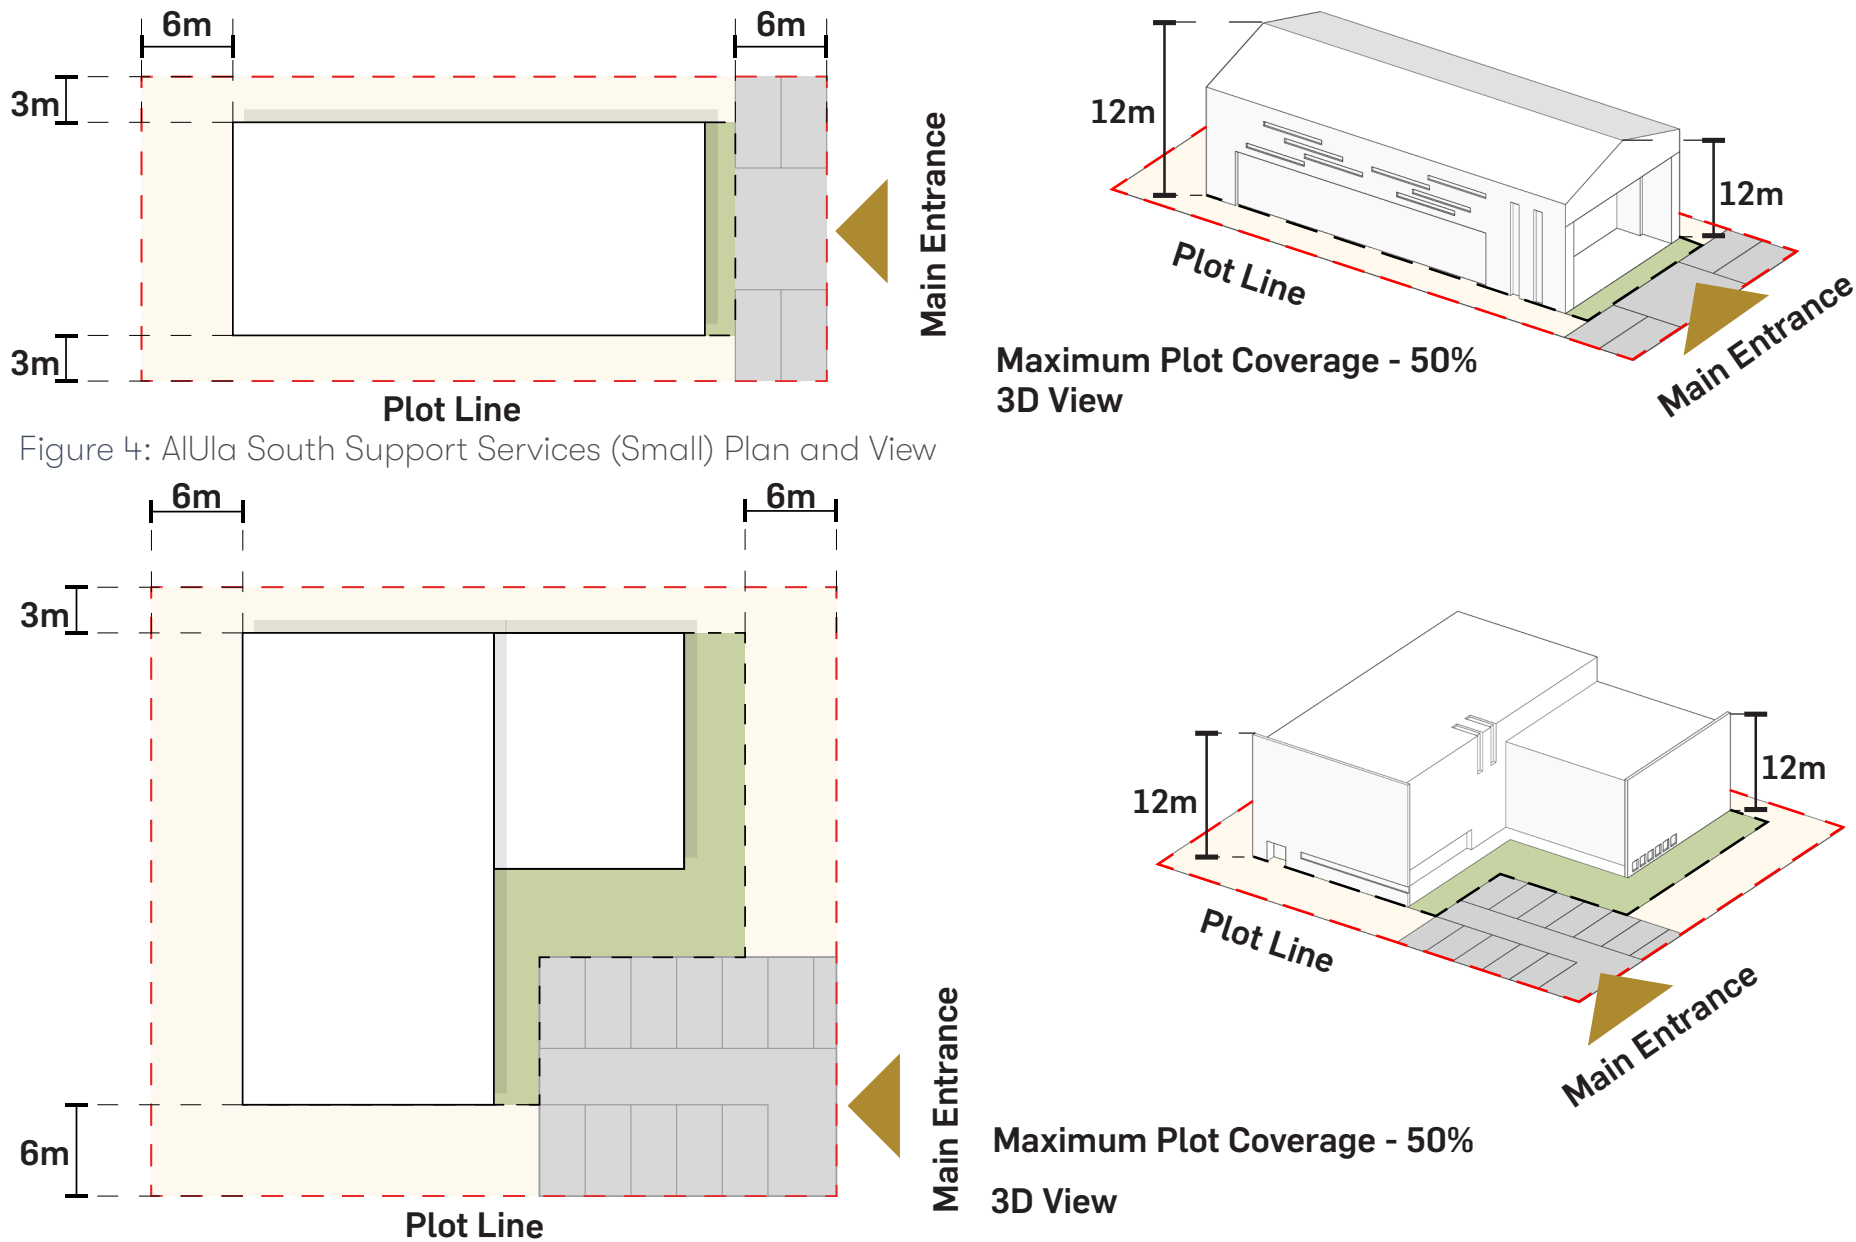 6m
6m
3m
3m
Main Entrance
Plot Line
12m
12m
Plot Line
Main Entrance
Maximum Plot Coverage - 50%
3D View
Figure 4: AlUla South Support Services (Small) Plan and View
6m
6m
3m
6m
Main Entrance
Plot Line
12m
12m
Plot Line
Main Entrance
Maximum Plot Coverage - 50%
3D View